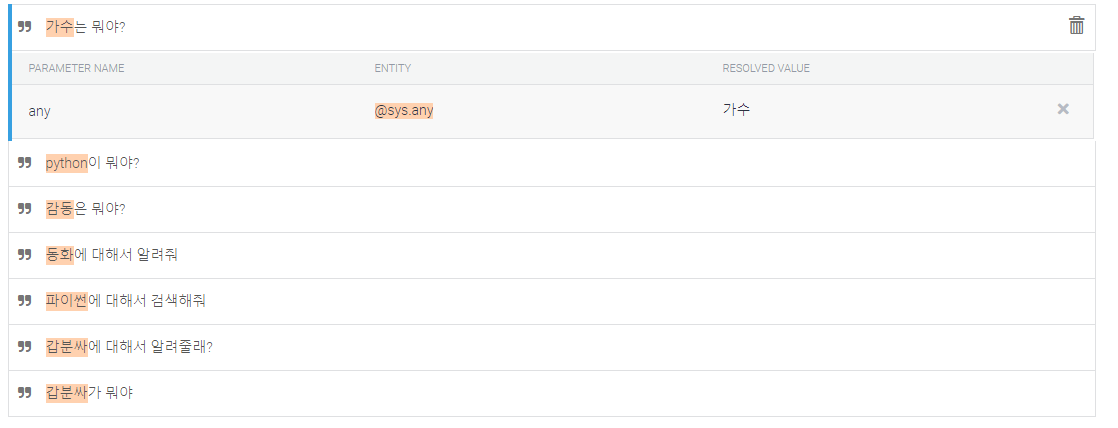 가수는 뭐야?
PARAMETER NAME ENTITY RESOLVED VALUE
any @sys.any 가수
python이 뭐야?
감동은 뭐야?
동화에 대해서 알려줘
파이썬에 대해서 검색해줘
갑분싸에 대해서 알려줄래?
갑분싸가 뭐야